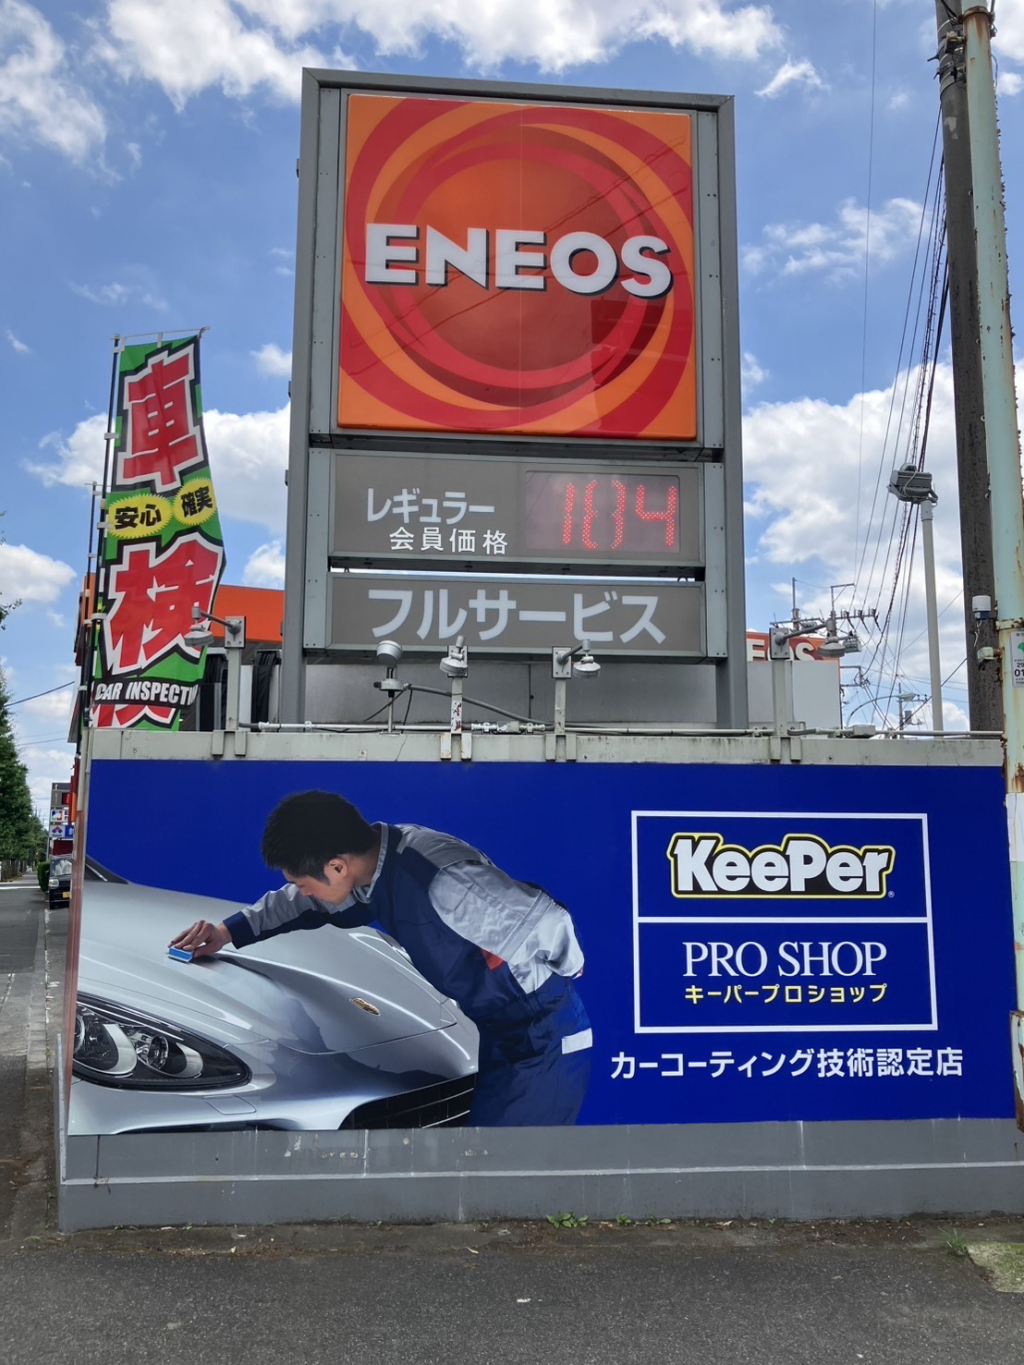 ENEOS
レギュラー
会員価格
フルサービス
車
安心
確実
検
CAR INSPECTI
KeePer
PRO SHOP
キーパープロショップ
カーコーティング技術認定店